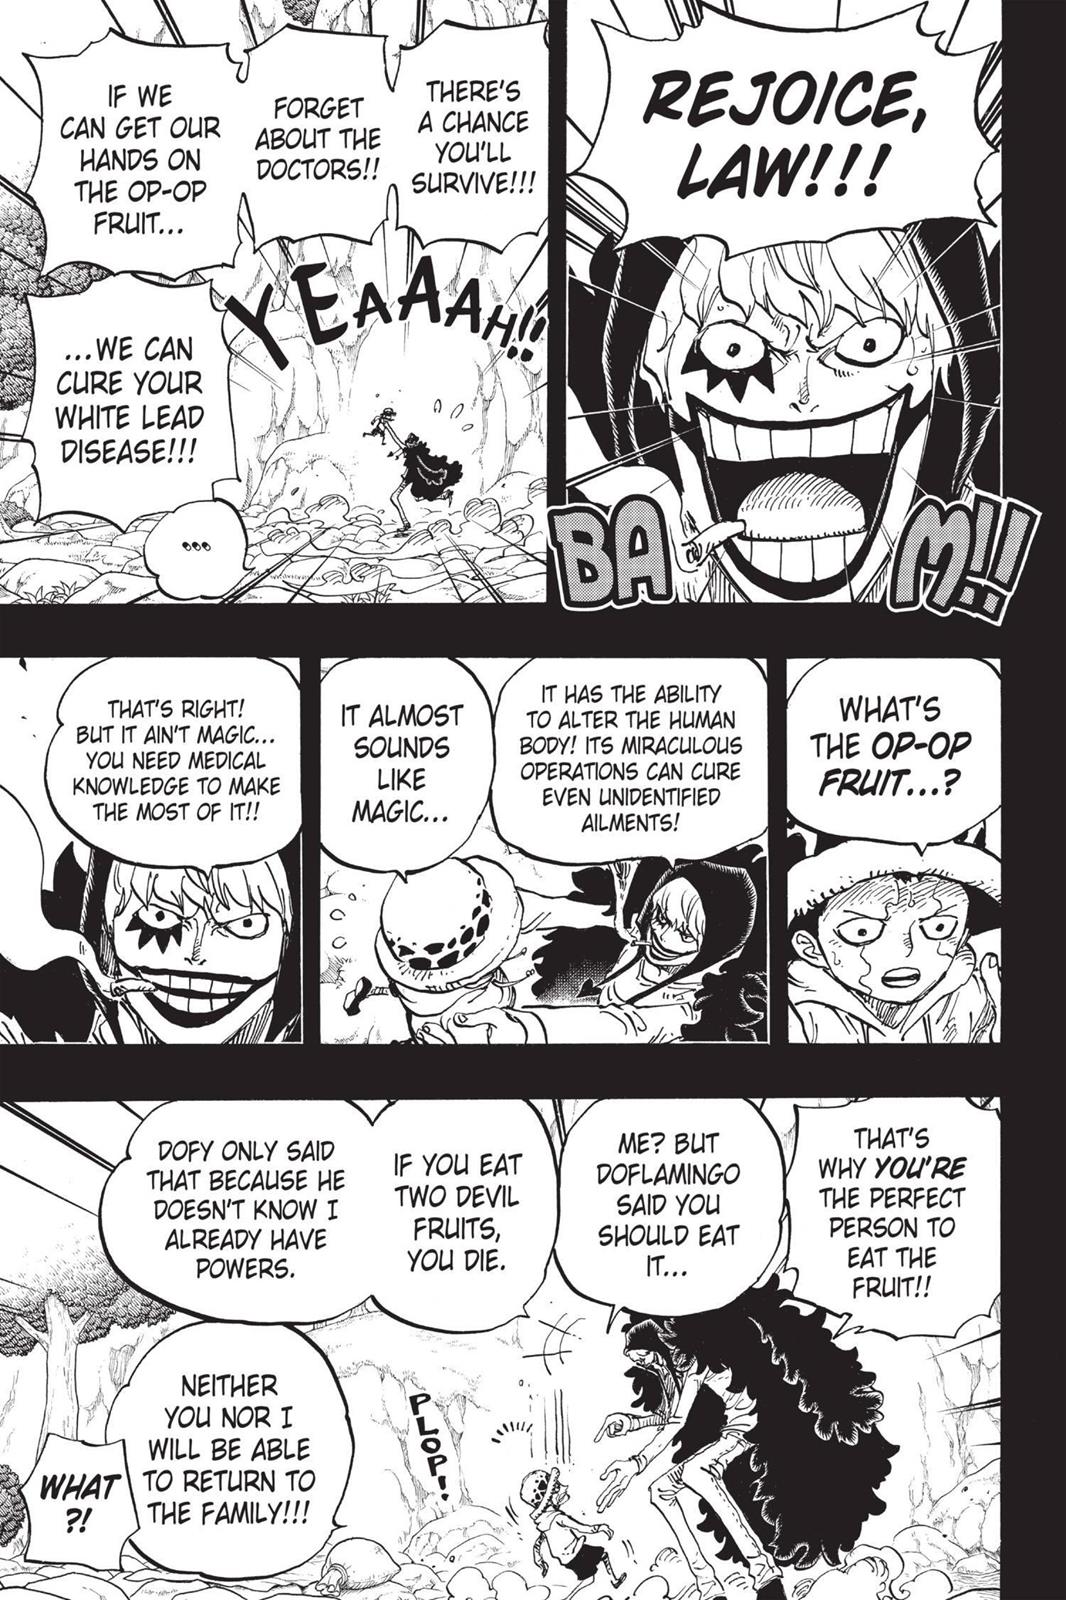 REJOICE,
LAW!!!
BA
M!!
THERE'S
A CHANCE
YOU'LL
SURVIVE!!!
FORGET
ABOUT THE
DOCTORS!!
IF WE
CAN GET OUR
HANDS ON
THE OP-OP
FRUIT...
YEAAAAH!!
...WE CAN
CURE YOUR
WHITE LEAD
DISEASE!!!
....
WHAT'S
THE OP-OP
FRUIT...?
IT HAS THE ABILITY
TO ALTER THE HUMAN
BODY! ITS MIRACULOUS
OPERATIONS CAN CURE
EVEN UNIDENTIFIED
AILMENTS!
IT ALMOST
SOUNDS
LIKE
MAGIC...
THAT'S RIGHT!
BUT IT AIN'T MAGIC...
YOU NEED MEDICAL
KNOWLEDGE TO MAKE
THE MOST OF IT!!
THAT'S
WHY YOU'RE
THE PERFECT
PERSON TO
EAT THE
FRUIT!!
ME? BUT
DOFLAMINGO
SAID YOU
SHOULD EAT
IT...
IF YOU EAT
TWO DEVIL
FRUITS,
YOU DIE.
DOFY ONLY SAID
THAT BECAUSE HE
DOESN'T KNOW I
ALREADY HAVE
POWERS.
PLOP!
NEITHER
YOU NOR I
WILL BE ABLE
TO RETURN TO
THE FAMILY!!!
WHAT
?!